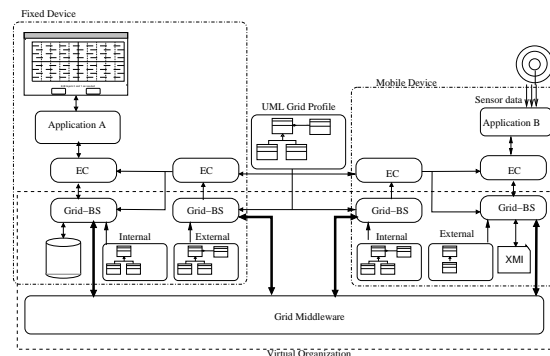 Fixed Device
Mobile Device
UML Grid Profile
Sensor data
Application A
Application B
EC
EC
EC
EC
Grid–BS
Grid–BS
Grid–BS
Grid–BS
Internal
External
Internal
External
XMI
Grid Middleware
Virtual Organization